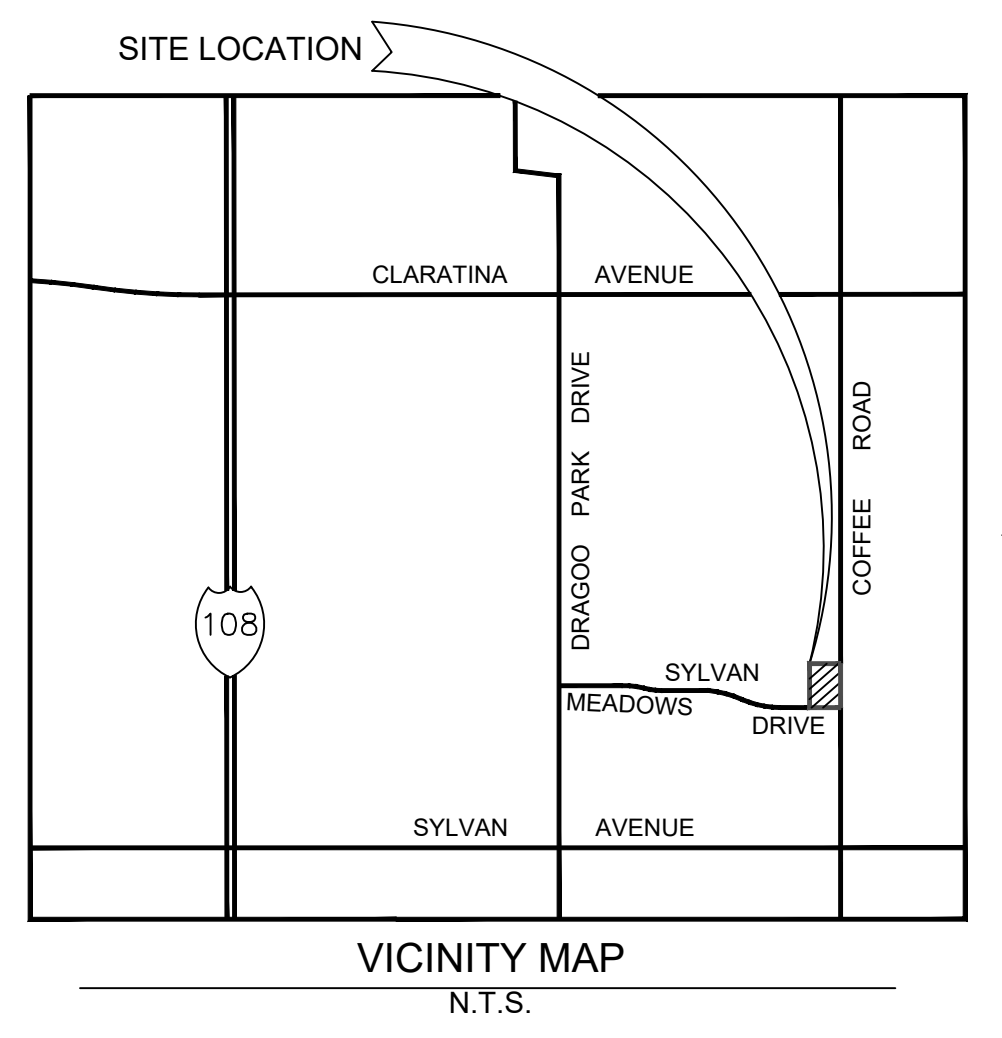 SITE LOCATION
CLARATINA AVENUE
DRAGOO PARK DRIVE
COFFEE ROAD
108
SYLVAN
MEADOWS
DRIVE
SYLVAN AVENUE
VICINITY MAP
N.T.S.